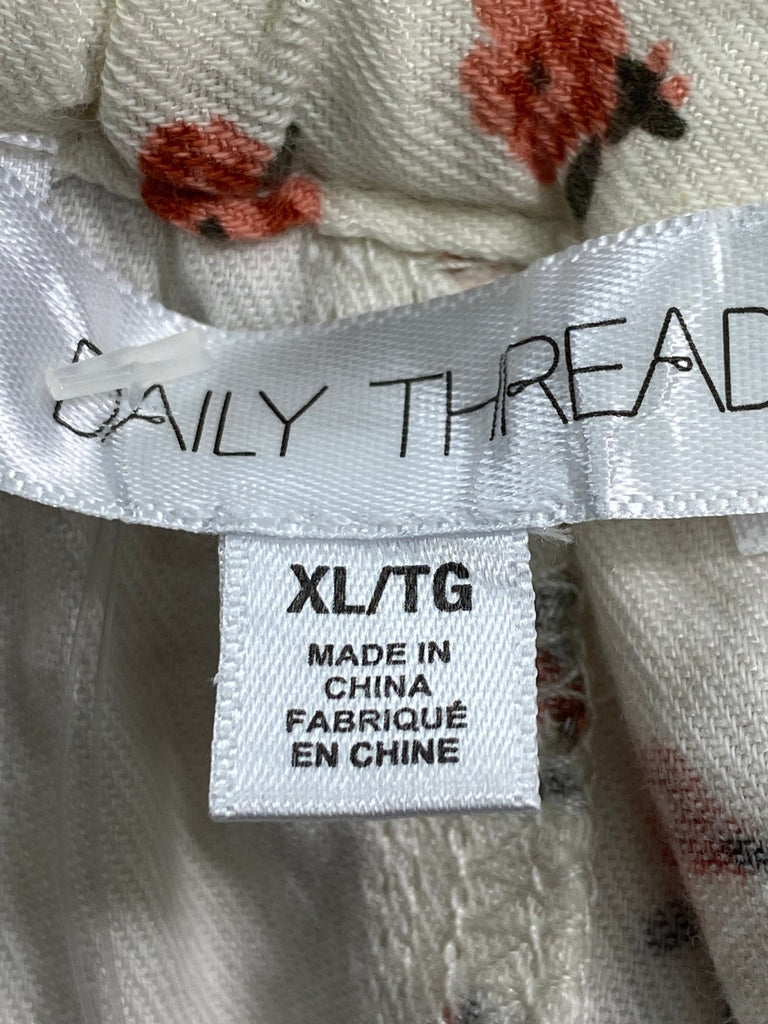 DAILY THREAD
XL/TG
MADE IN
CHINA
FABRIQUÉ
EN CHINE